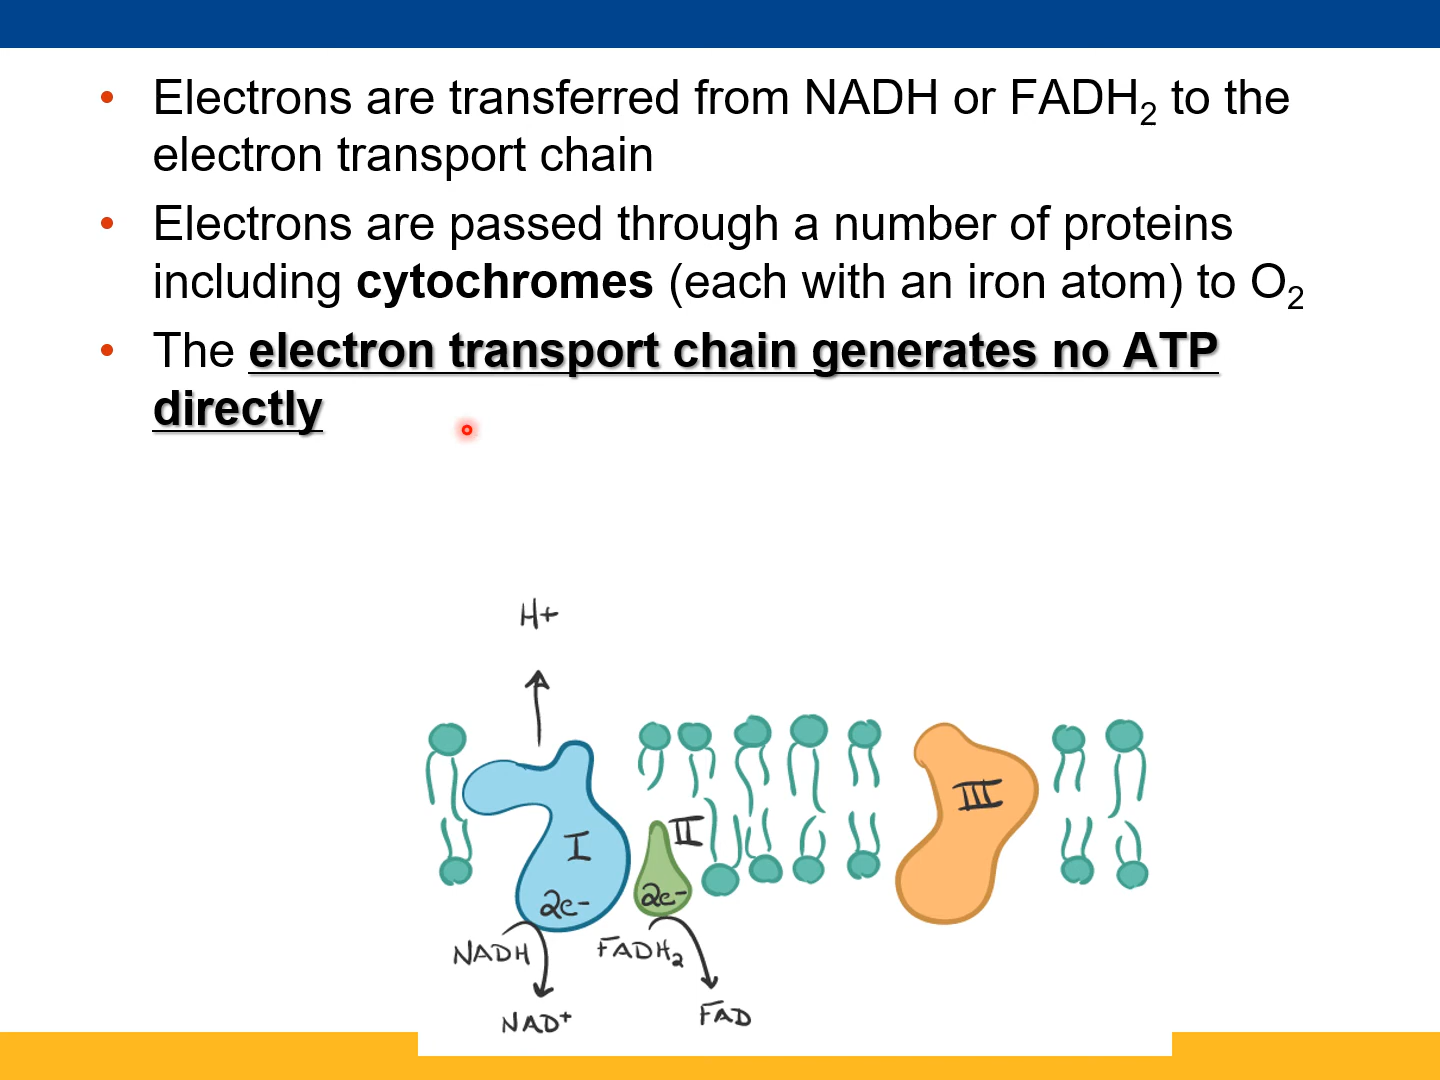 • Electrons are transferred from NADH or FADH₂ to the
electron transport chain
• Electrons are passed through a number of proteins
including cytochromes (each with an iron atom) to O₂
• The electron transport chain generates no ATP
directly
H+
III
II
I
2e-
2e-
NADH
FADH₂
NAD⁺
FAD